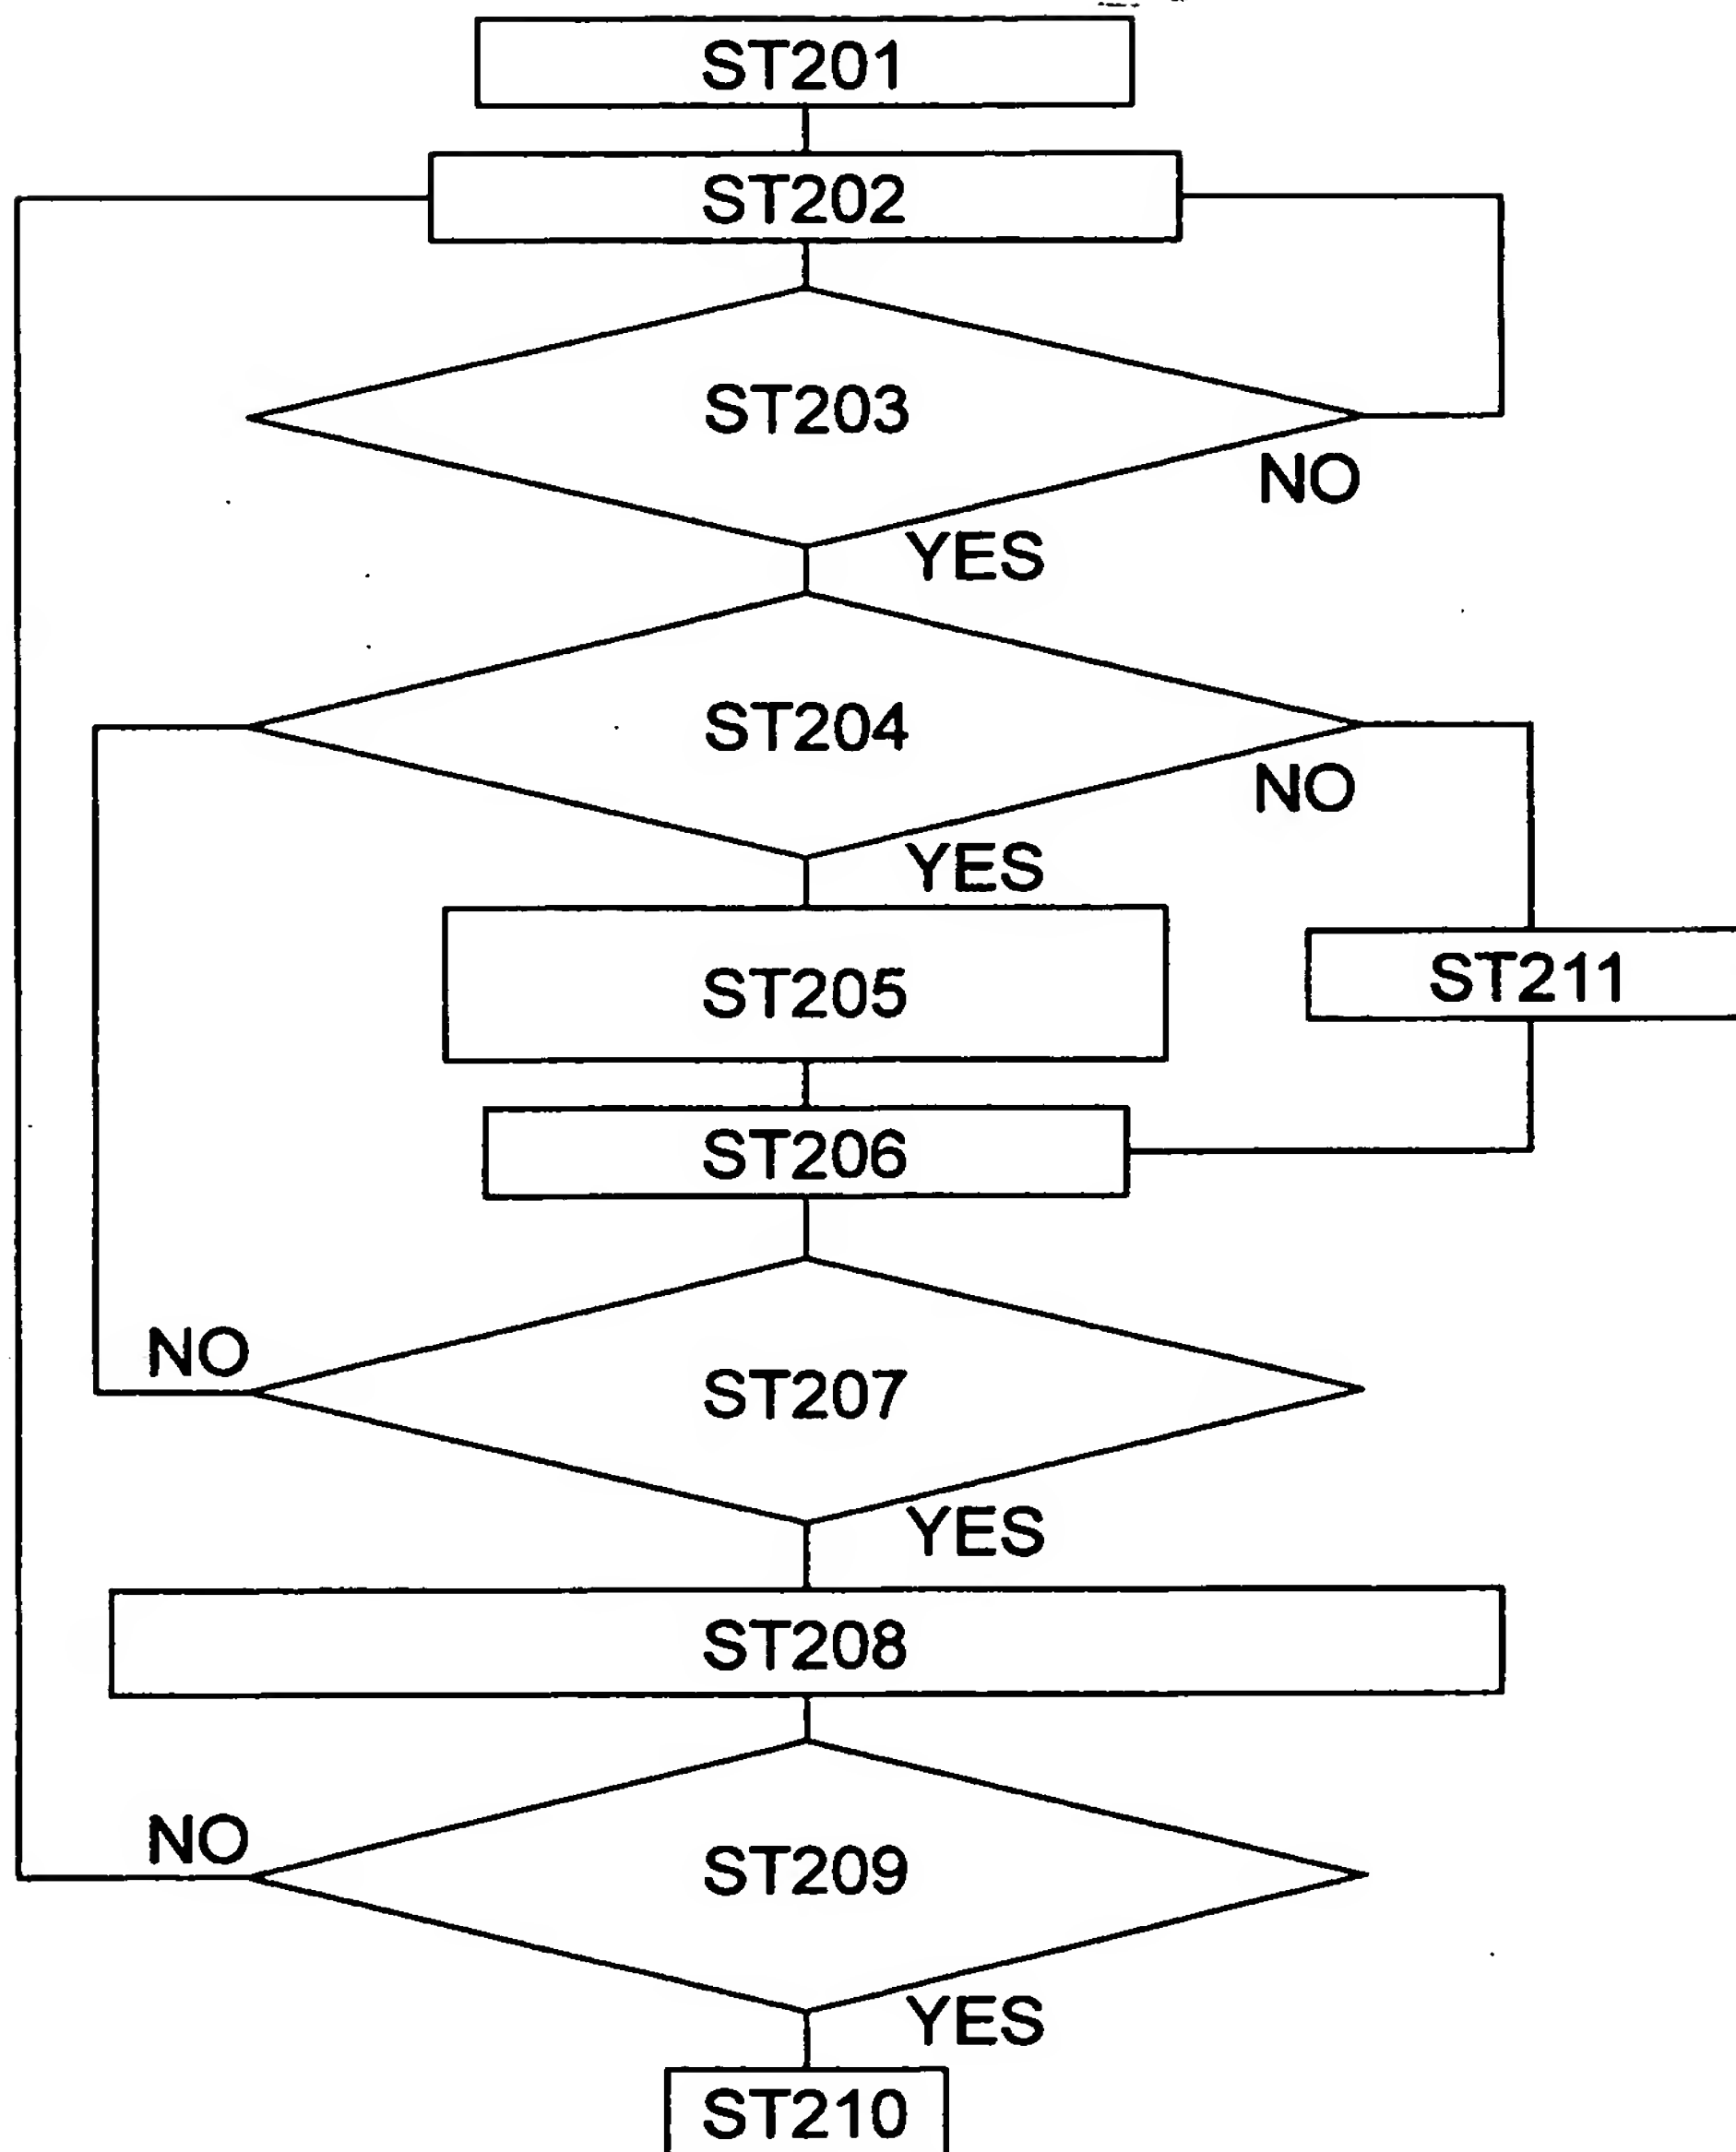 ST201
ST202
ST203
NO
YES
ST204
NO
YES
ST205
ST211
ST206
NO
ST207
YES
ST208
NO
ST209
YES
ST210